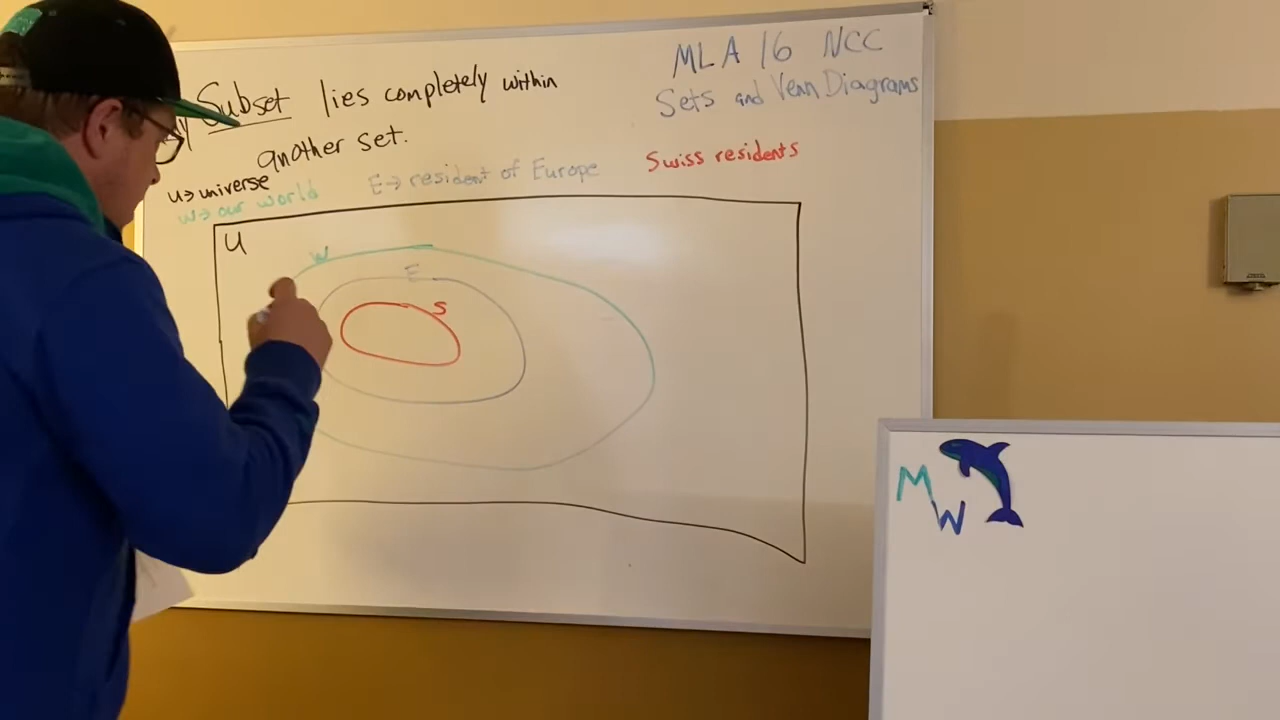 Subset lies completely within
another set.
MLA 16 NCC
Sets and Venn Diagrams
u→universe
W→our world
E→resident of Europe
Swiss residents
U
W
E
S
M
W